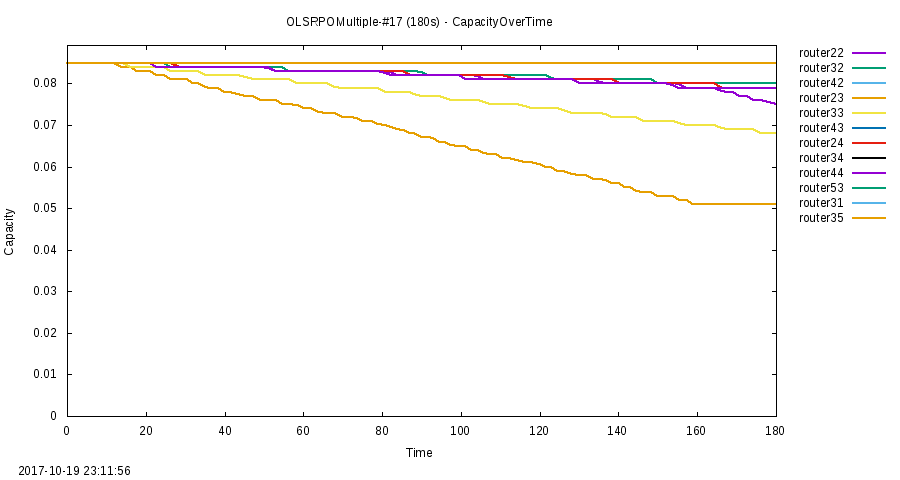 OLSRPOMultiple-#17 (180s) - CapacityOverTime
router22
router32
router42
router23
router33
router43
router24
router34
router44
router53
router31
router35
0.08
0.07
0.06
0.05
0.04
0.03
0.02
0.01
0
Capacity
0 20 40 60 80 100 120 140 160 180
Time
2017-10-19 23:11:56